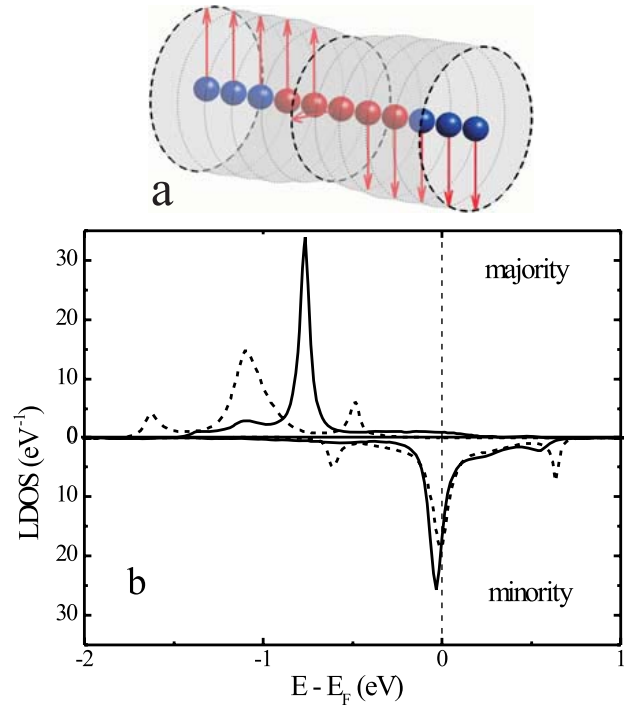 a
30
20
10
0
10
20
30
LDOS (eV⁻¹)
majority
minority
b
-2
-1
0
1
E - E_F (eV)